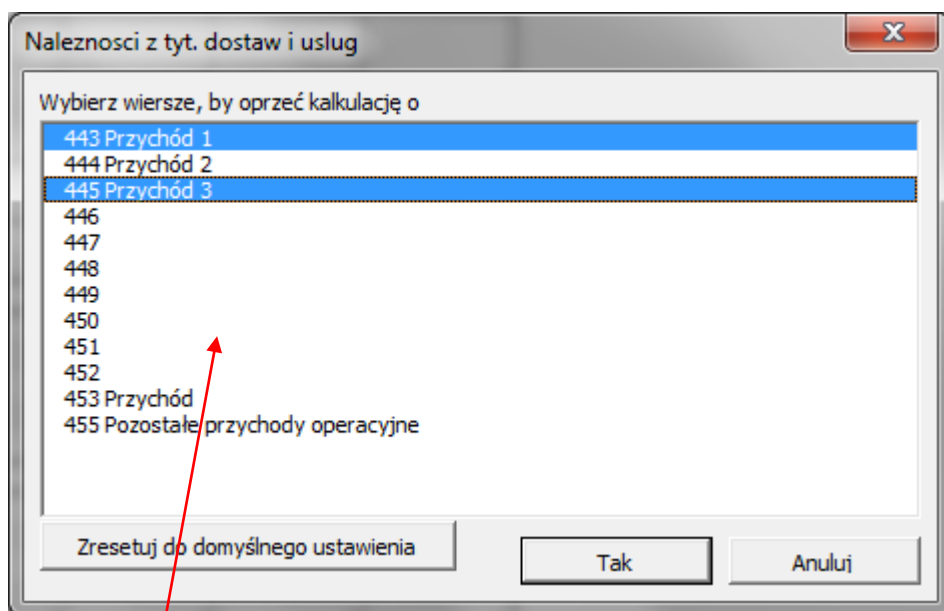 Naleznosci z tyt. dostaw i uslug
Wybierz wiersze, by oprzeć kalkulację o
443 Przychód 1
444 Przychód 2
445 Przychód 3
446
447
448
449
450
451
452
453 Przychód
455 Pozostałe przychody operacyjne
Zresetuj do domyślnego ustawienia
Tak
Anuluj